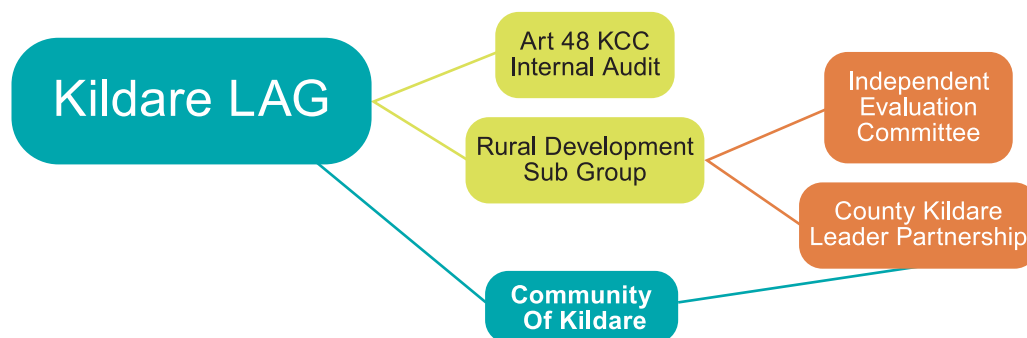 Kildare LAG
Art 48 KCC
Internal Audit
Rural Development
Sub Group
Independent
Evaluation
Committee
County Kildare
Leader Partnership
Community
Of Kildare